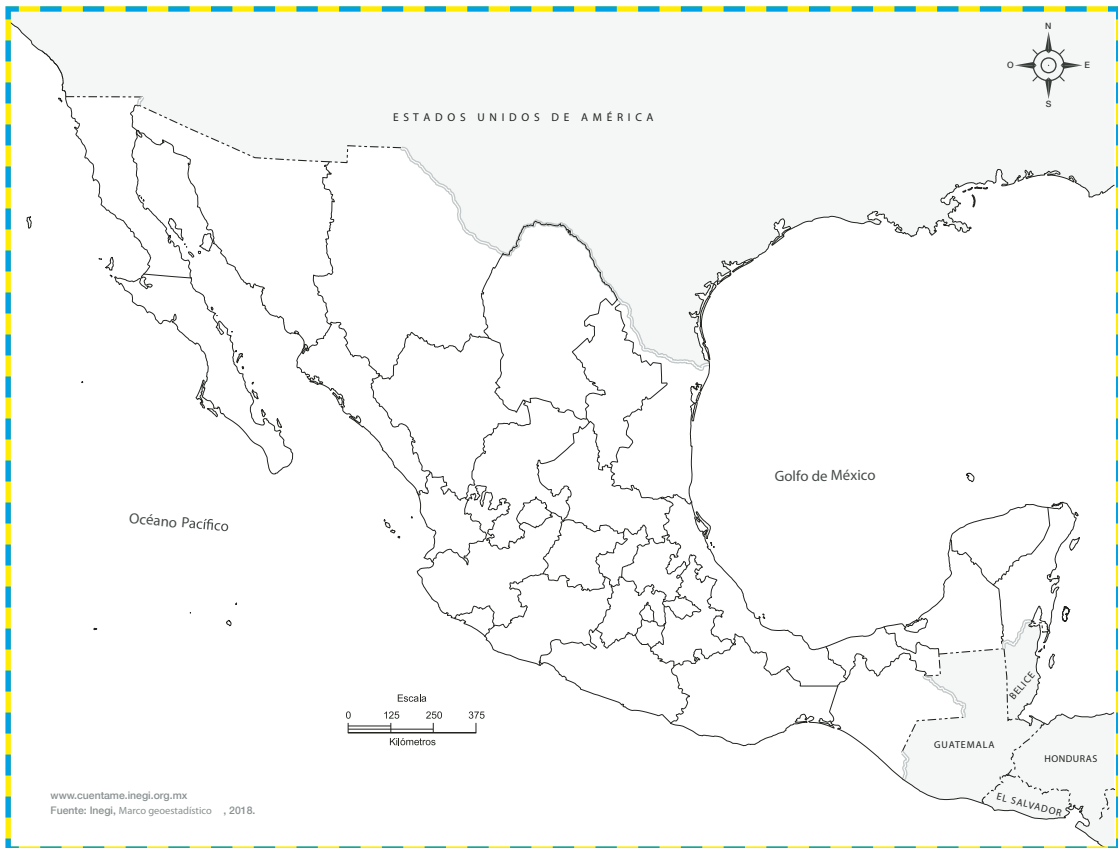 N
O E
S
ESTADOS UNIDOS DE AMÉRICA
Golfo de México
Océano Pacífico
BELICE
Escala
0 125 250 375
Kilómetros
GUATEMALA
HONDURAS
EL SALVADOR
www.cuentame.inegi.org.mx
Fuente: Inegi, Marco geoestadístico , 2018.